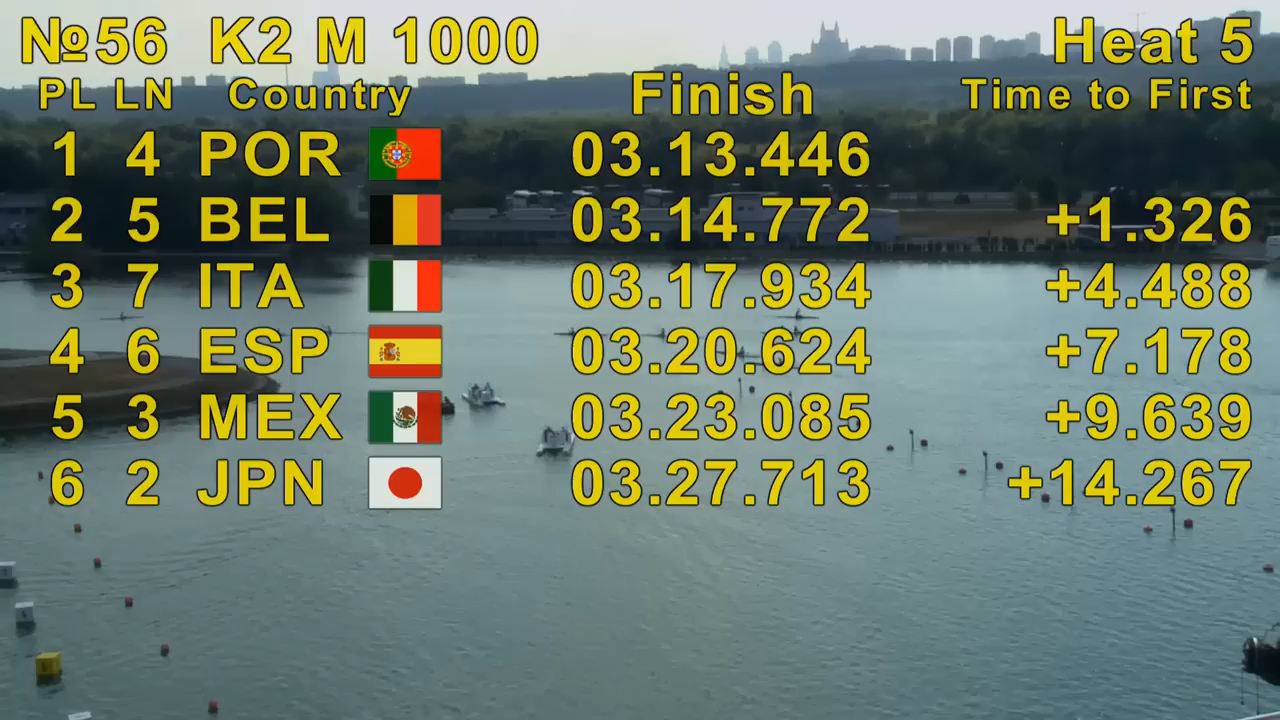 №56 K2 M 1000 Heat 5
PL LN Country Finish Time to First
1 4 POR 03.13.446
2 5 BEL 03.14.772 +1.326
3 7 ITA 03.17.934 +4.488
4 6 ESP 03.20.624 +7.178
5 3 MEX 03.23.085 +9.639
6 2 JPN 03.27.713 +14.267